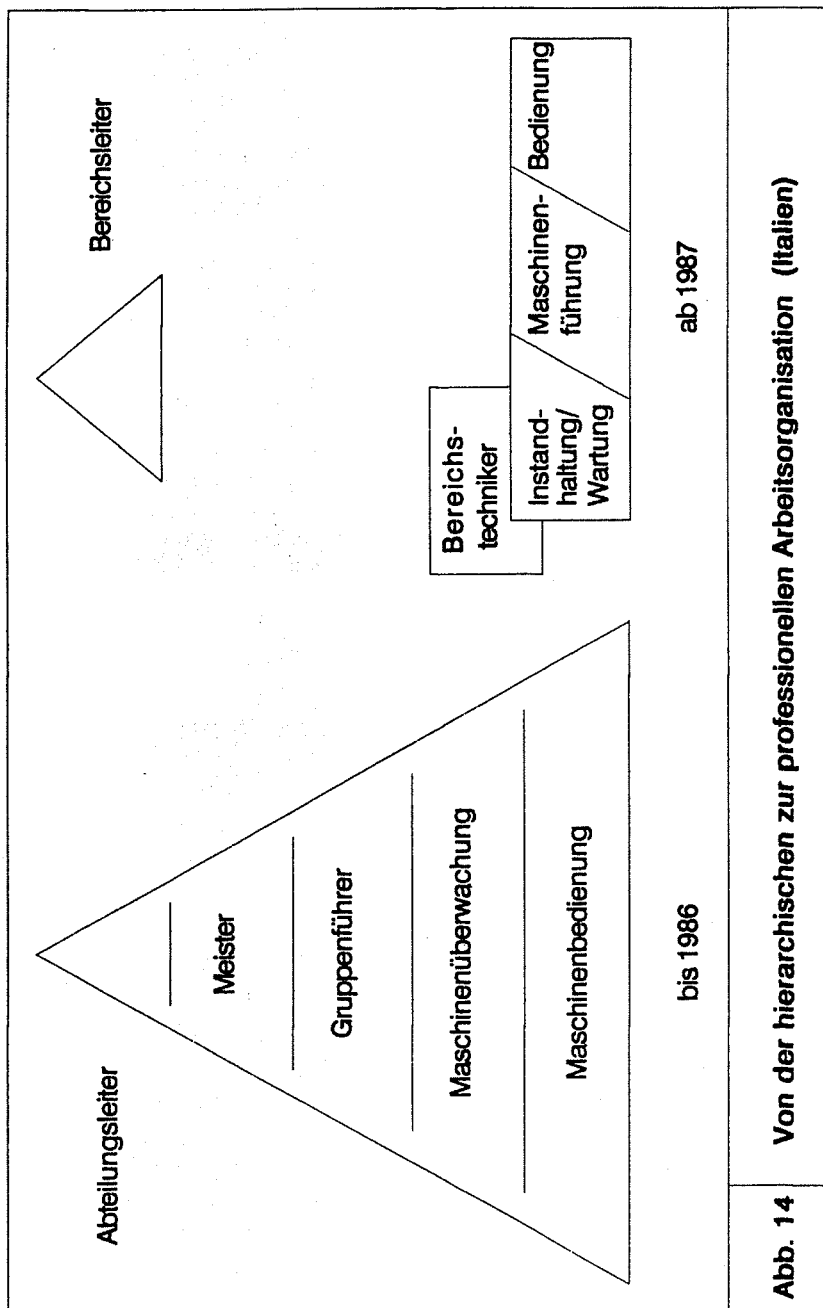 Abteilungsleiter
Meister
Gruppenführer
Maschinenüberwachung
Maschinenbedienung
bis 1986
Bereichsleiter
Bereichs-
techniker
Instand-
haltung/
Wartung
Maschinen-
führung
Bedienung
ab 1987
Abb. 14 Von der hierarchischen zur professionellen Arbeitsorganisation (Italien)